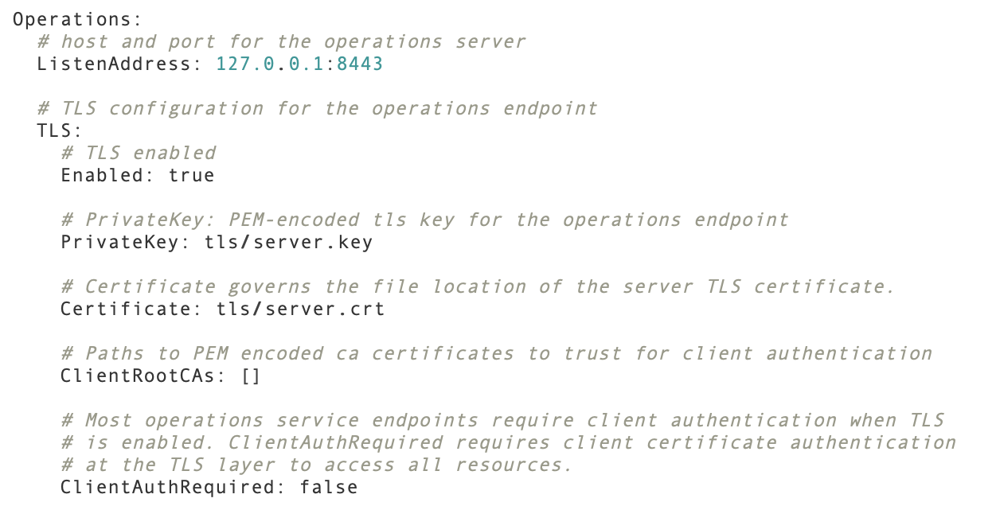 Operations:
  # host and port for the operations server
  ListenAddress: 127.0.0.1:8443

  # TLS configuration for the operations endpoint
  TLS:
    # TLS enabled
    Enabled: true

    # PrivateKey: PEM-encoded tls key for the operations endpoint
    PrivateKey: tls/server.key

    # Certificate governs the file location of the server TLS certificate.
    Certificate: tls/server.crt

    # Paths to PEM encoded ca certificates to trust for client authentication
    ClientRootCAs: []

    # Most operations service endpoints require client authentication when TLS
    # is enabled. ClientAuthRequired requires client certificate authentication
    # at the TLS layer to access all resources.
    ClientAuthRequired: false